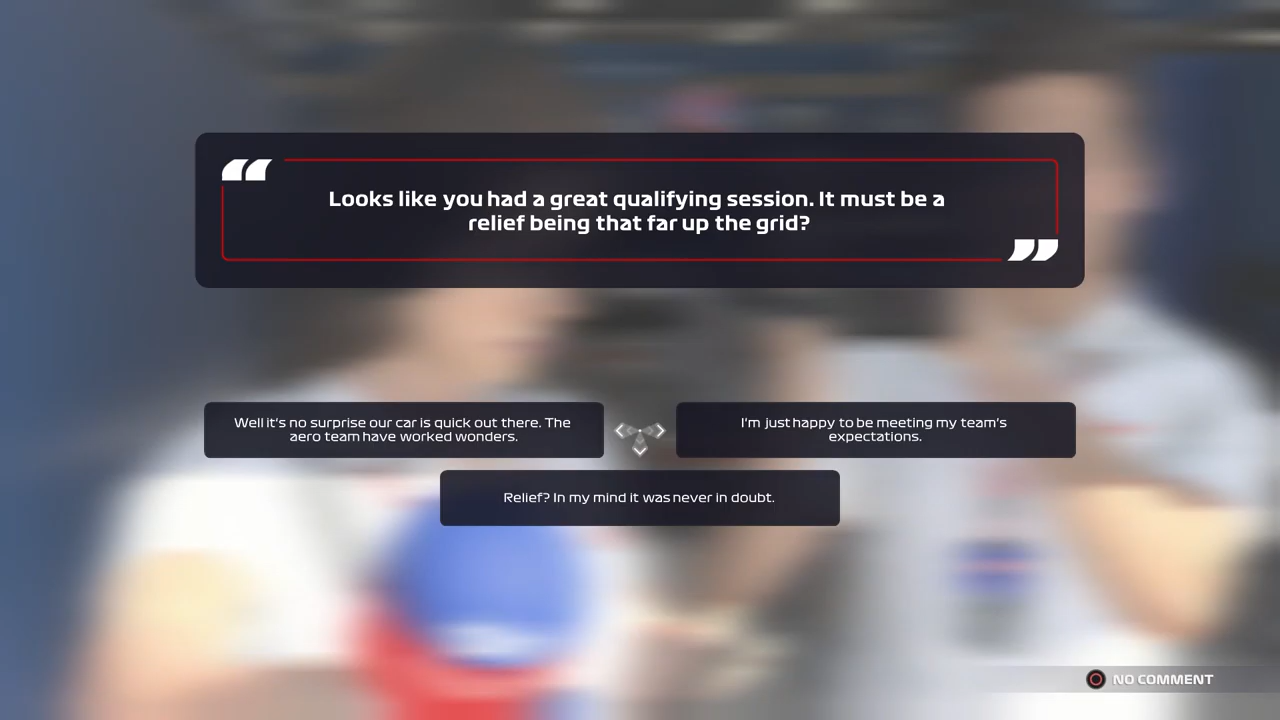 Looks like you had a great qualifying session. It must be a
relief being that far up the grid?
Well it's no surprise our car is quick out there. The
aero team have worked wonders.
I'm just happy to be meeting my team's
expectations.
Relief? In my mind it was never in doubt.
NO COMMENT